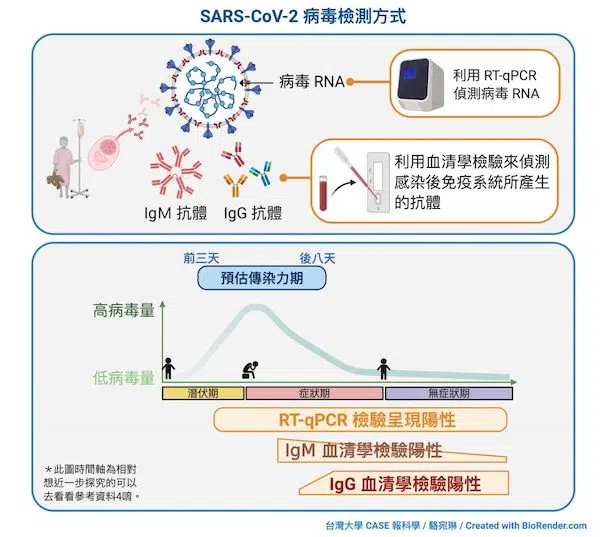 SARS-CoV-2 病毒檢測方式
病毒 RNA
利用 RT-qPCR
偵測病毒 RNA
IgM 抗體
IgG 抗體
利用血清學檢驗來偵測
感染後免疫系統所產生
的抗體
前三天
後八天
預估傳染力期
高病毒量
低病毒量
潛伏期
症狀期
無症狀期
RT-qPCR 檢驗呈現陽性
IgM 血清學檢驗陽性
IgG 血清學檢驗陽性
＊此圖時間軸為相對
想近一步探究的可以
去看看參考資料4唷。
台灣大學 CASE 報科學 / 駱宛琳 / Created with BioRender.com